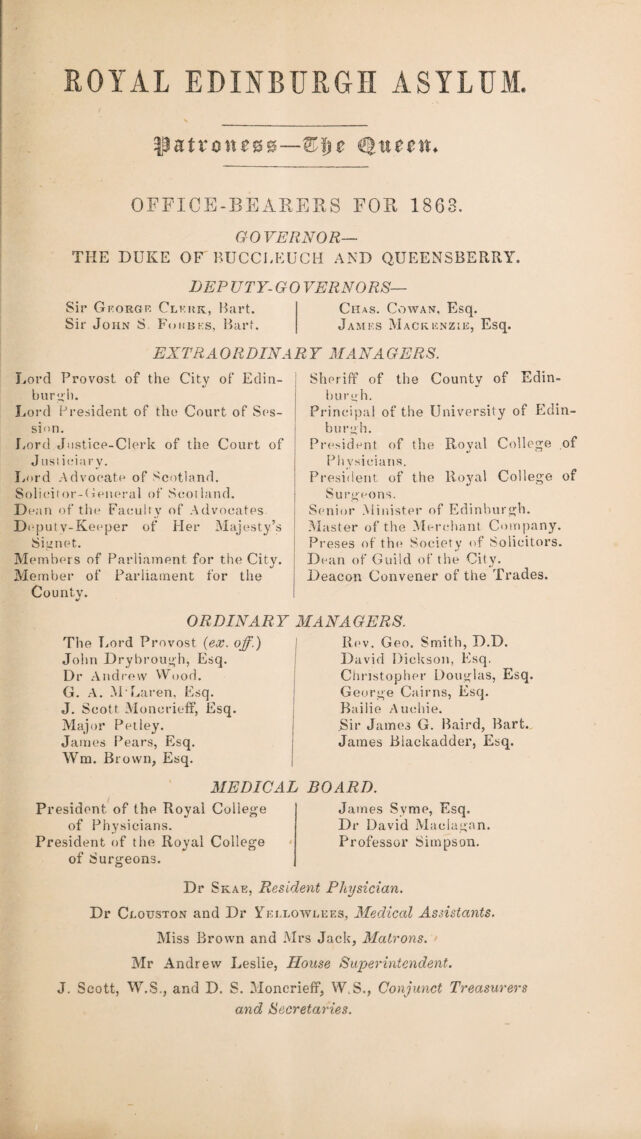 ROYAL EDINBURGH ASYLUM.
Patroness—The Queen.
OFFICE-BEARERS FOR 1863.
GOVERNOR—
THE DUKE OF BUCCLEUCH AND QUEENSBERRY.
DEPUTY-GOVERNORS—
Sir George Clerk, Bart.
Sir John S. Forbes, Bart.
Chas. Cowan, Esq.
James Mackenzie, Esq.
EXTRAORDINARY MANAGERS.
Lord Provost of the City of Edin-
burgh.
Lord President of the Court of Ses-
sion.
Lord Justice-Clerk of the Court of
Justiciary.
Lord Advocate of Scotland.
Solicitor-General of Scotland.
Dean of the Faculty of Advocates.
Deputy-Keeper of Her Majesty's
Signet.
Members of Parliament for the City.
Member of Parliament for the
County.
Sheriff of the County of Edin-
burgh.
Principal of the University of Edin-
burgh.
President of the Royal College of
Physicians.
President of the Royal College of
Surgeons.
Senior Minister of Edinburgh.
Master of the Merchant Company.
Preses of the Society of Solicitors.
Dean of Guild of the City.
Deacon Convener of the Trades.
ORDINARY MANAGERS.
The Lord Provost (ex. off.)
John Drybrough, Esq.
Dr Andrew Wood.
G. A. M'Laren, Esq.
J. Scott Moncrieff, Esq.
Major Petley.
James Pears, Esq.
Wm. Brown, Esq.
Rev. Geo. Smith, D.D.
David Dickson, Esq.
Christopher Douglas, Esq.
George Cairns, Esq.
Bailie Auchie.
Sir James G. Baird, Bart.
James Blackadder, Esq.
MEDICAL BOARD.
President of the Royal College
of Physicians.
President of the Royal College
of Surgeons.
James Syme, Esq.
Dr David Maclagan.
Professor Simpson.
Dr Skae, Resident Physician.
Dr Clouston and Dr Yellowlees, Medical Assistants.
Miss Brown and Mrs Jack, Matrons.
Mr Andrew Leslie, House Superintendent.
J. Scott, W.S., and D. S. Moncrieff, W.S., Conjunct Treasurers
and Secretaries.